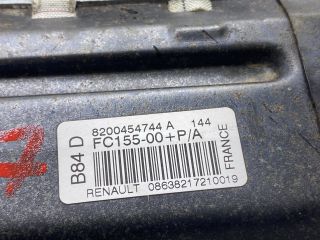 8200454744 A 144
FC155-00+P/A
B84 D
FRANCE
RENAULT 08638217210019